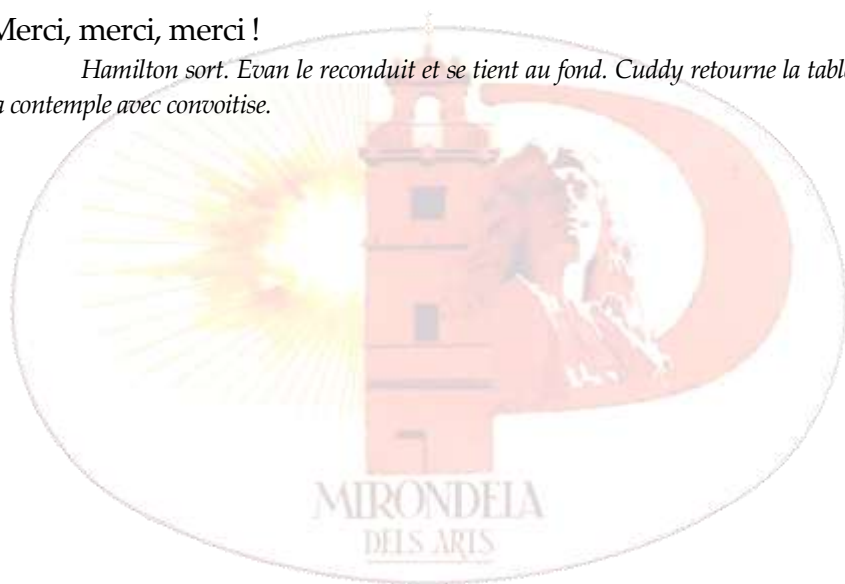 Merci, merci, merci !
Hamilton sort. Evan le reconduit et se tient au fond. Cuddy retourne la table
contemple avec convoitise.
MIRONDELA
DELS ARTS